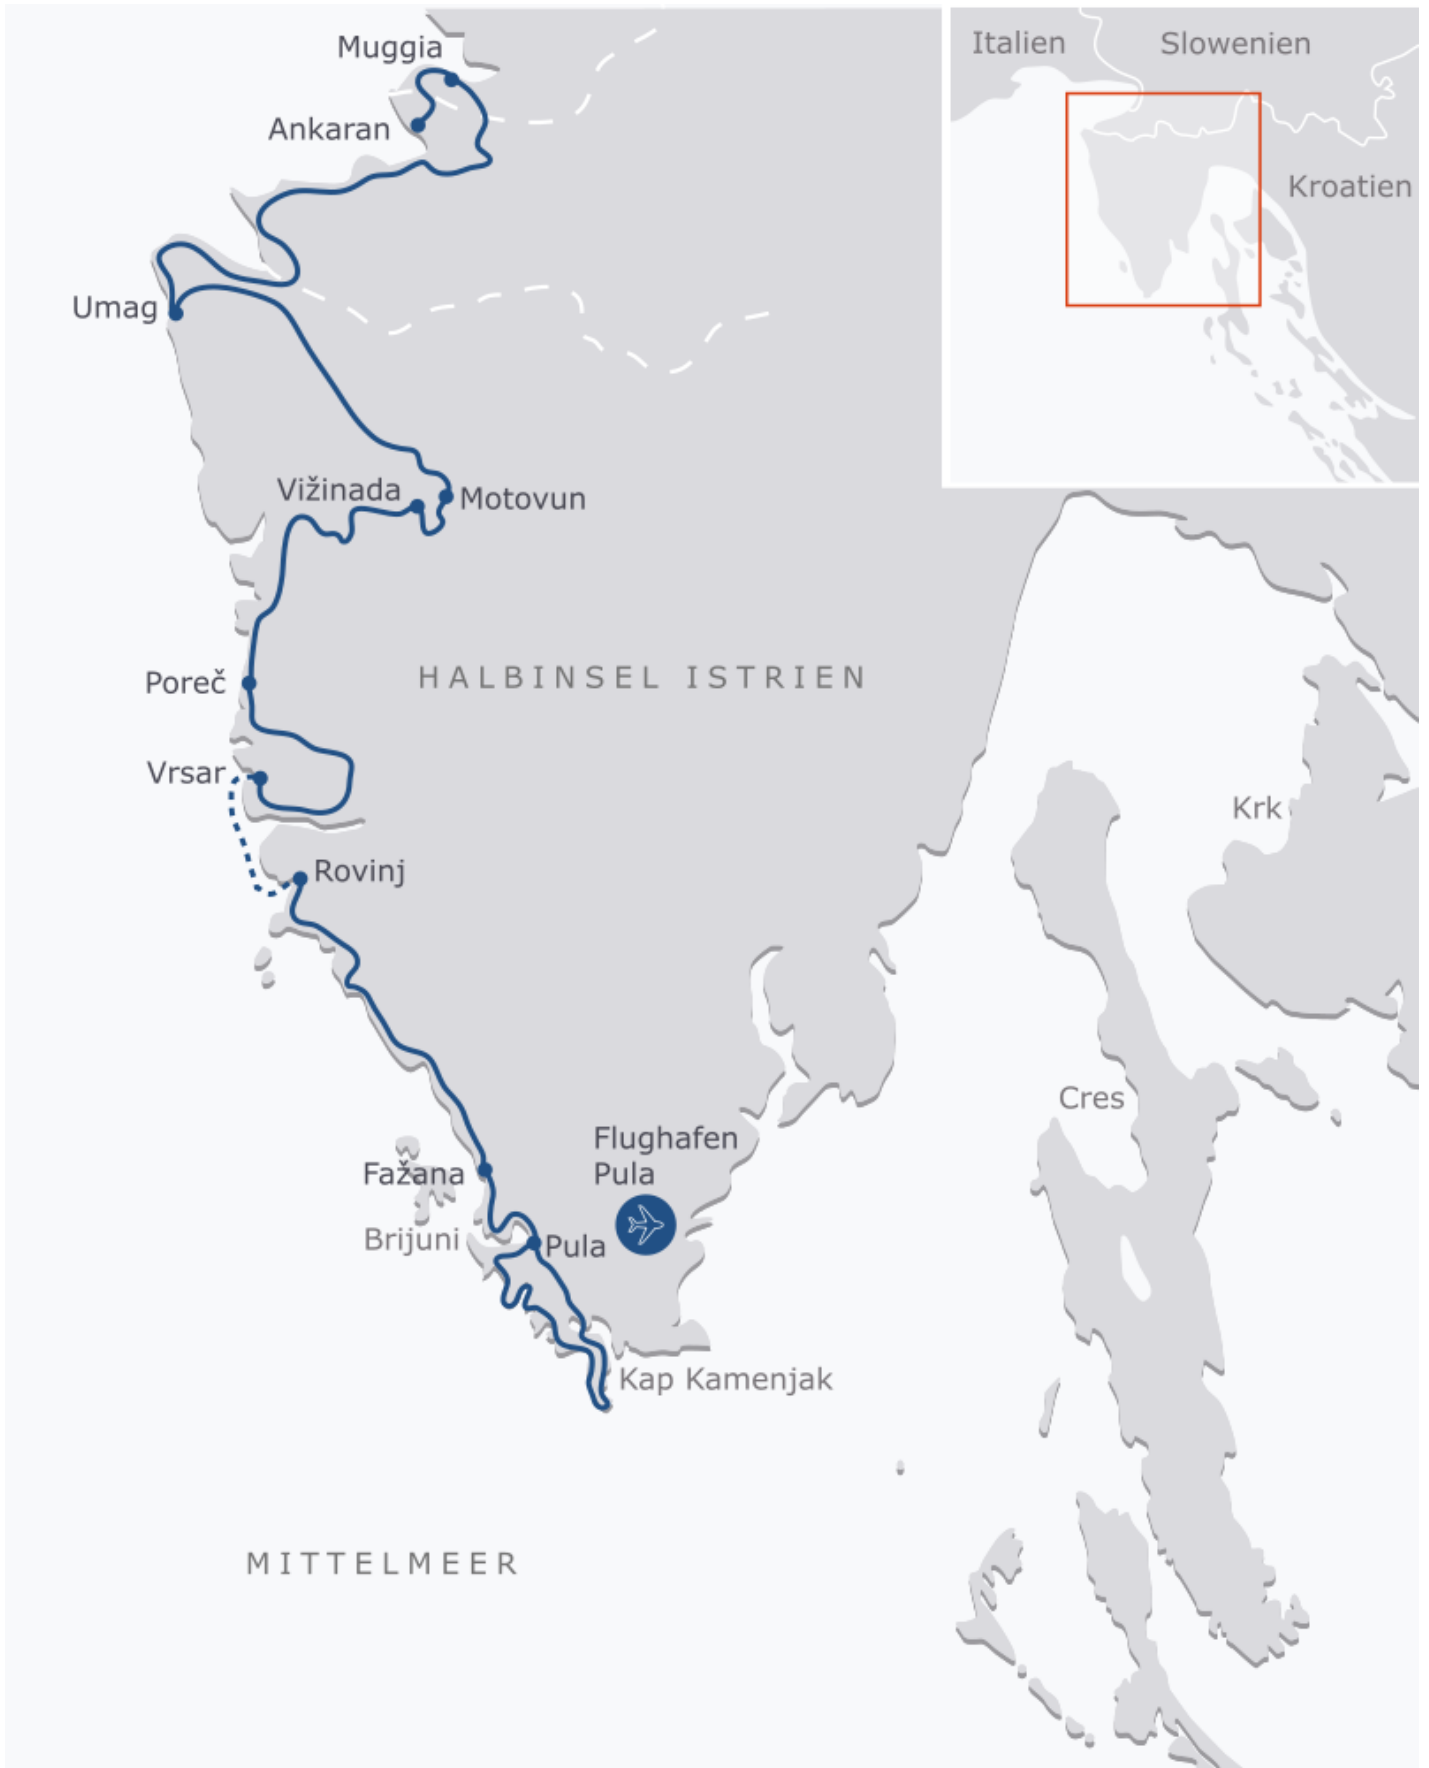 Muggia
Italien
Slowenien
Ankaran
Kroatien
Umag
Vižinada
Motovun
Poreč
HALBINSEL ISTRIEN
Vrsar
Krk
Rovinj
Cres
Flughafen
Pula
Fažana
Brijuni
Pula
Kap Kamenjak
MITTELMEER